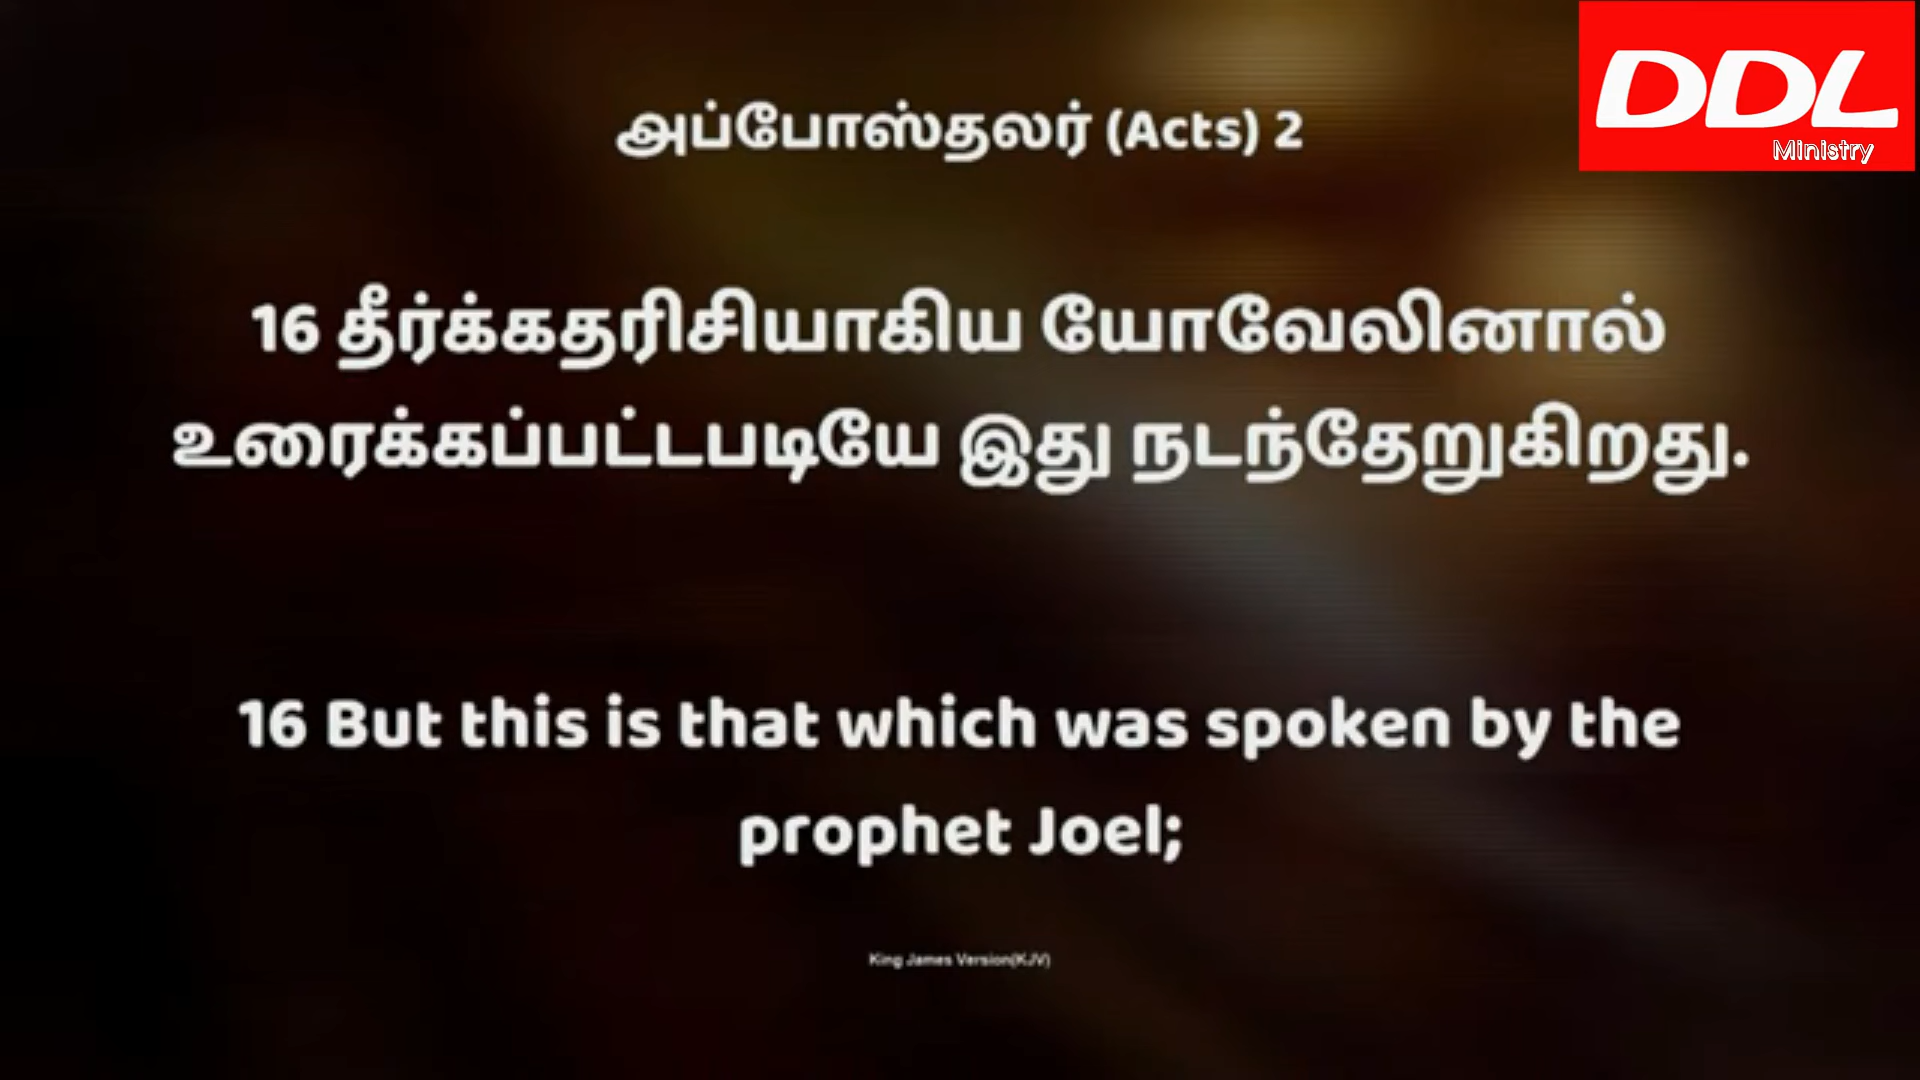 DDL
Ministry
அப்போஸ்தலர் (Acts) 2
16 தீர்க்கதரிசியாகிய யோவேலினால்
உரைக்கப்பட்டபடியே இது நடந்தேறுகிறது.
16 But this is that which was spoken by the
prophet Joel;
King James Version(KJV)